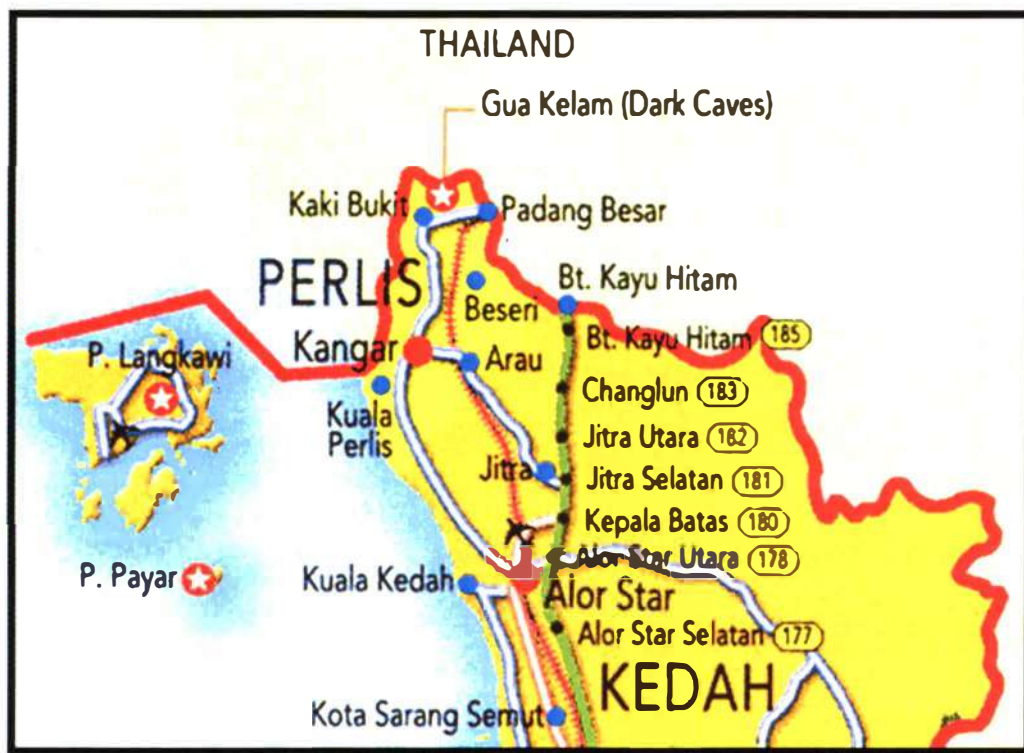 THAILAND
Gua Kelam (Dark Caves)
Kaki Bukit
Padang Besar
PERLIS
Beseri
Bt. Kayu Hitam
Bt. Kayu Hitam 185
P. Langkawi
Kangar
Arau
Changlun 183
Kuala
Perlis
Jitra Utara 182
Jitra
Jitra Selatan 181
Kepala Batas 180
Alor Star Utara 178
P. Payar
Kuala Kedah
Alor Star
Alor Star Selatan 177
KEDAH
Kota Sarang Semut